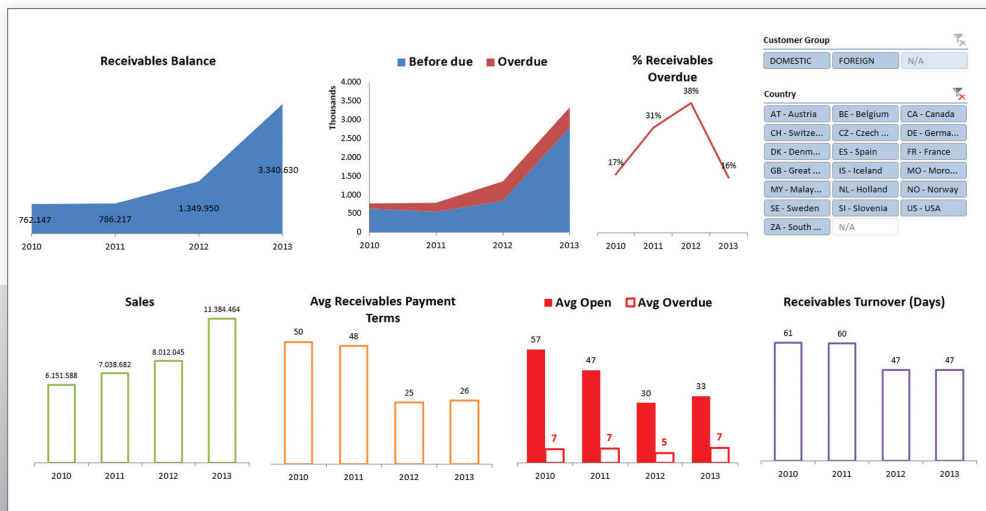 Receivables Balance
762.147
786.217
1.349.950
3.340.630
2010
2011
2012
2013
Before due
Overdue
Thousands
4.000
3.500
3.000
2.500
2.000
1.500
1.000
500
0
2010
2011
2012
2013
% Receivables
Overdue
17%
31%
38%
16%
2010
2011
2012
2013
Customer Group
DOMESTIC
FOREIGN
N/A
Country
AT - Austria
BE - Belgium
CA - Canada
CH - Switze...
CZ - Czech ...
DE - Germa...
DK - Denm...
ES - Spain
FR - France
GB - Great ...
IS - Iceland
MO - Moro...
MY - Malay...
NL - Holland
NO - Norway
SE - Sweden
SI - Slovenia
US - USA
ZA - South ...
N/A
Sales
6.151.588
7.038.682
8.012.045
11.384.464
2010
2011
2012
2013
Avg Receivables Payment
Terms
50
48
25
26
2010
2011
2012
2013
Avg Open
Avg Overdue
57
7
47
7
30
5
33
7
2010
2011
2012
2013
Receivables Turnover (Days)
61
60
47
47
2010
2011
2012
2013